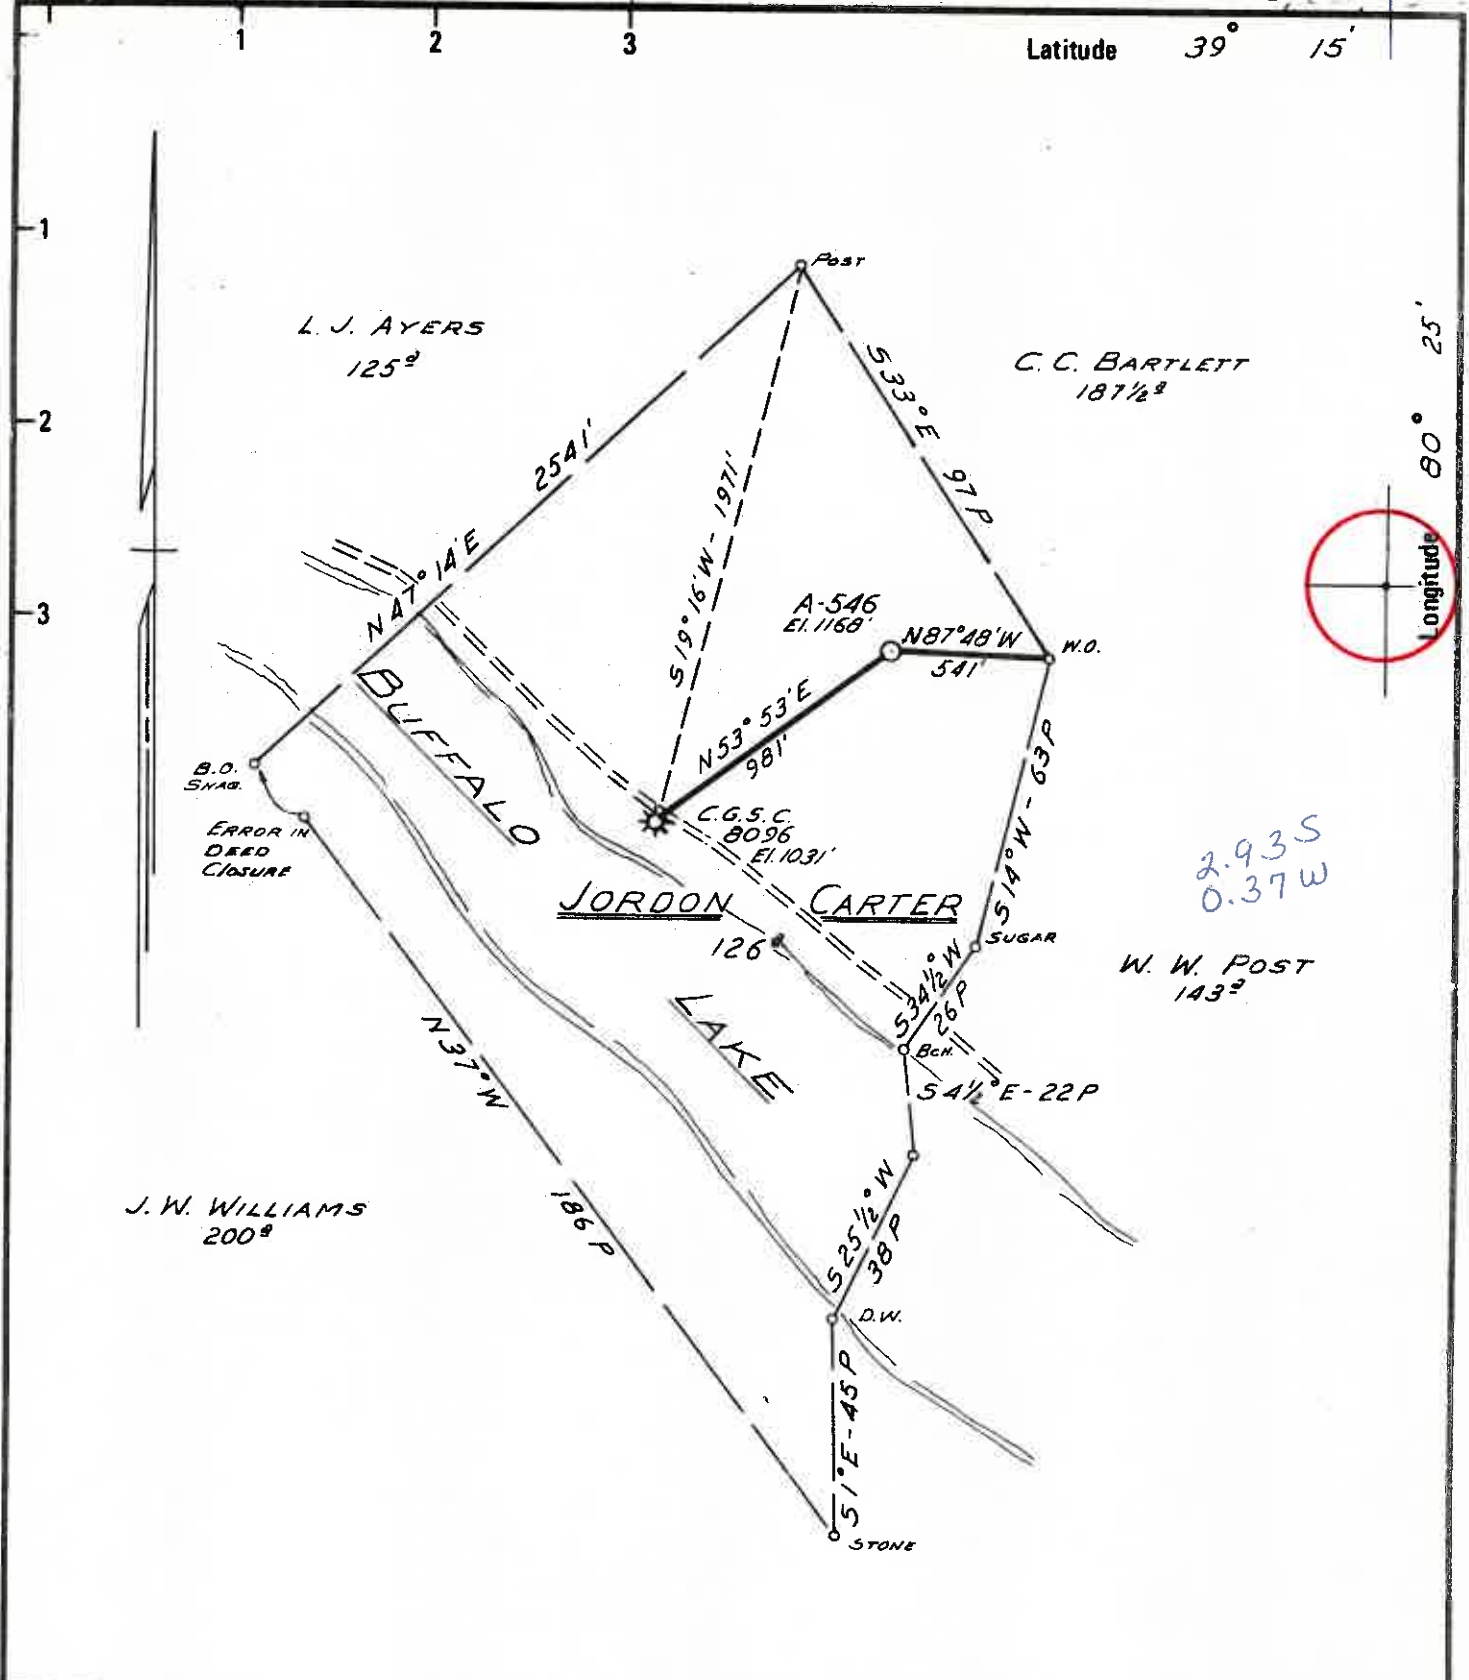 1
2
3
Latitude 39° 15'
1
2
3
Longitude 80° 25'
POST
L. J. AYERS
125ª
C. C. BARTLETT
187½ª
S 33° E 97 P
2541'
N 47° 14' E
S 19° 16' W - 1971'
A-546
El. 1168'
N 87° 48' W
541'
W.O.
N 53° 53' E
981'
BUFFALO
B.O.
SNAG.
ERROR IN
DEED
CLOSURE
C.G.S.C.
8096
El. 1031'
S 14° W - 63 P
2.93 S
0.37 W
JORDON CARTER
126
SUGAR
S 34½° W
26 P
W. W. POST
143ª
LAKE
BCH.
S 4½° E - 22 P
N 37° W
186 P
J. W. WILLIAMS
200ª
S 25½° W
38 P
D.W.
S 1° E - 45 P
STONE